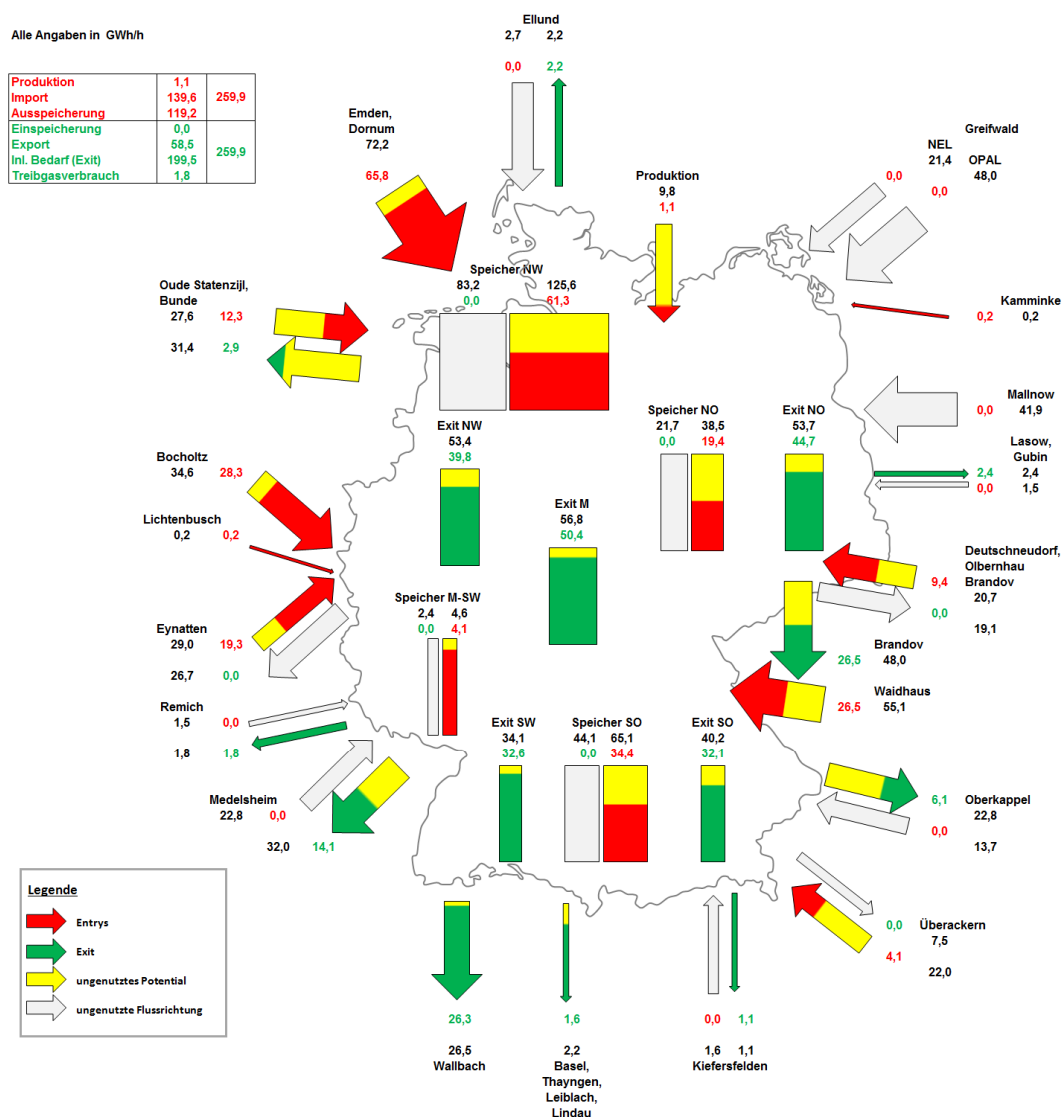 Alle Angaben in GWh/h
Produktion 1,1
Import 139,6 259,9
Ausspeicherung 119,2
Einspeicherung 0,0
Export 58,5 259,9
Inl. Bedarf (Exit) 199,5
Treibgasverbrauch 1,8
Ellund
2,7 2,2
0,0 2,2
Emden,
Dornum
72,2
65,8
Produktion
9,8
1,1
Greifwald
NEL
21,4 OPAL
0,0 48,0
0,0
Speicher NW
83,2 125,6
0,0 61,3
Oude Statenzijl,
Bunde
27,6 12,3
31,4 2,9
Kamminke
0,2 0,2
Mallnow
0,0 41,9
Exit NW
53,4
39,8
Speicher NO
21,7 38,5
0,0 19,4
Exit NO
53,7
44,7
Lasow,
Gubin
2,4 2,4
0,0 1,5
Bocholtz
34,6 28,3
Exit M
56,8
50,4
Lichtenbusch
0,2 0,2
Deutschneudorf,
Olbernhau
9,4 Brandov
20,7
0,0
19,1
Speicher M-SW
2,4 4,6
0,0 4,1
Eynatten
29,0 19,3
26,7 0,0
Brandov
26,5 48,0
Waidhaus
26,5 55,1
Remich
1,5 0,0
1,8 1,8
Exit SW
34,1
32,6
Speicher SO
44,1 65,1
0,0 34,4
Exit SO
40,2
32,1
Medelsheim
22,8 0,0
32,0 14,1
6,1 Oberkappel
22,8
0,0
13,7
Legende
Entrys
Exit
ungenutztes Potential
ungenutzte Flussrichtung
0,0 Überackern
7,5
4,1
22,0
26,3
26,5
Wallbach
1,6
2,2
Basel,
Thayngen,
Leiblach,
Lindau
0,0 1,1
1,6 1,1
Kiefersfelden